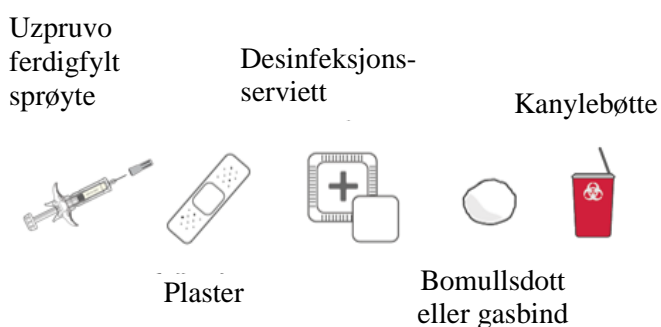 Uzpruvo
ferdigfylt
sprøyte
Desinfeksjons-
serviett
Kanylebøtte
Plaster
Bomullsdott
eller gasbind